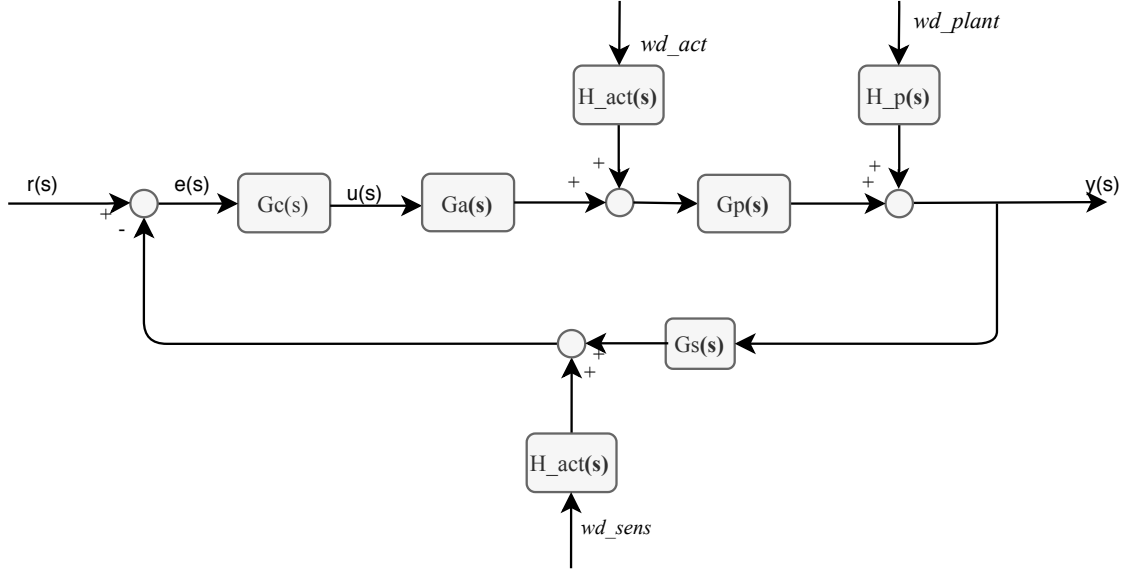 wd_act
wd_plant
H_act(s)
H_p(s)
+
+
r(s)
e(s)
Gc(s)
u(s)
Ga(s)
+
Gp(s)
+
y(s)
+
-
Gs(s)
+
+
H_act(s)
wd_sens